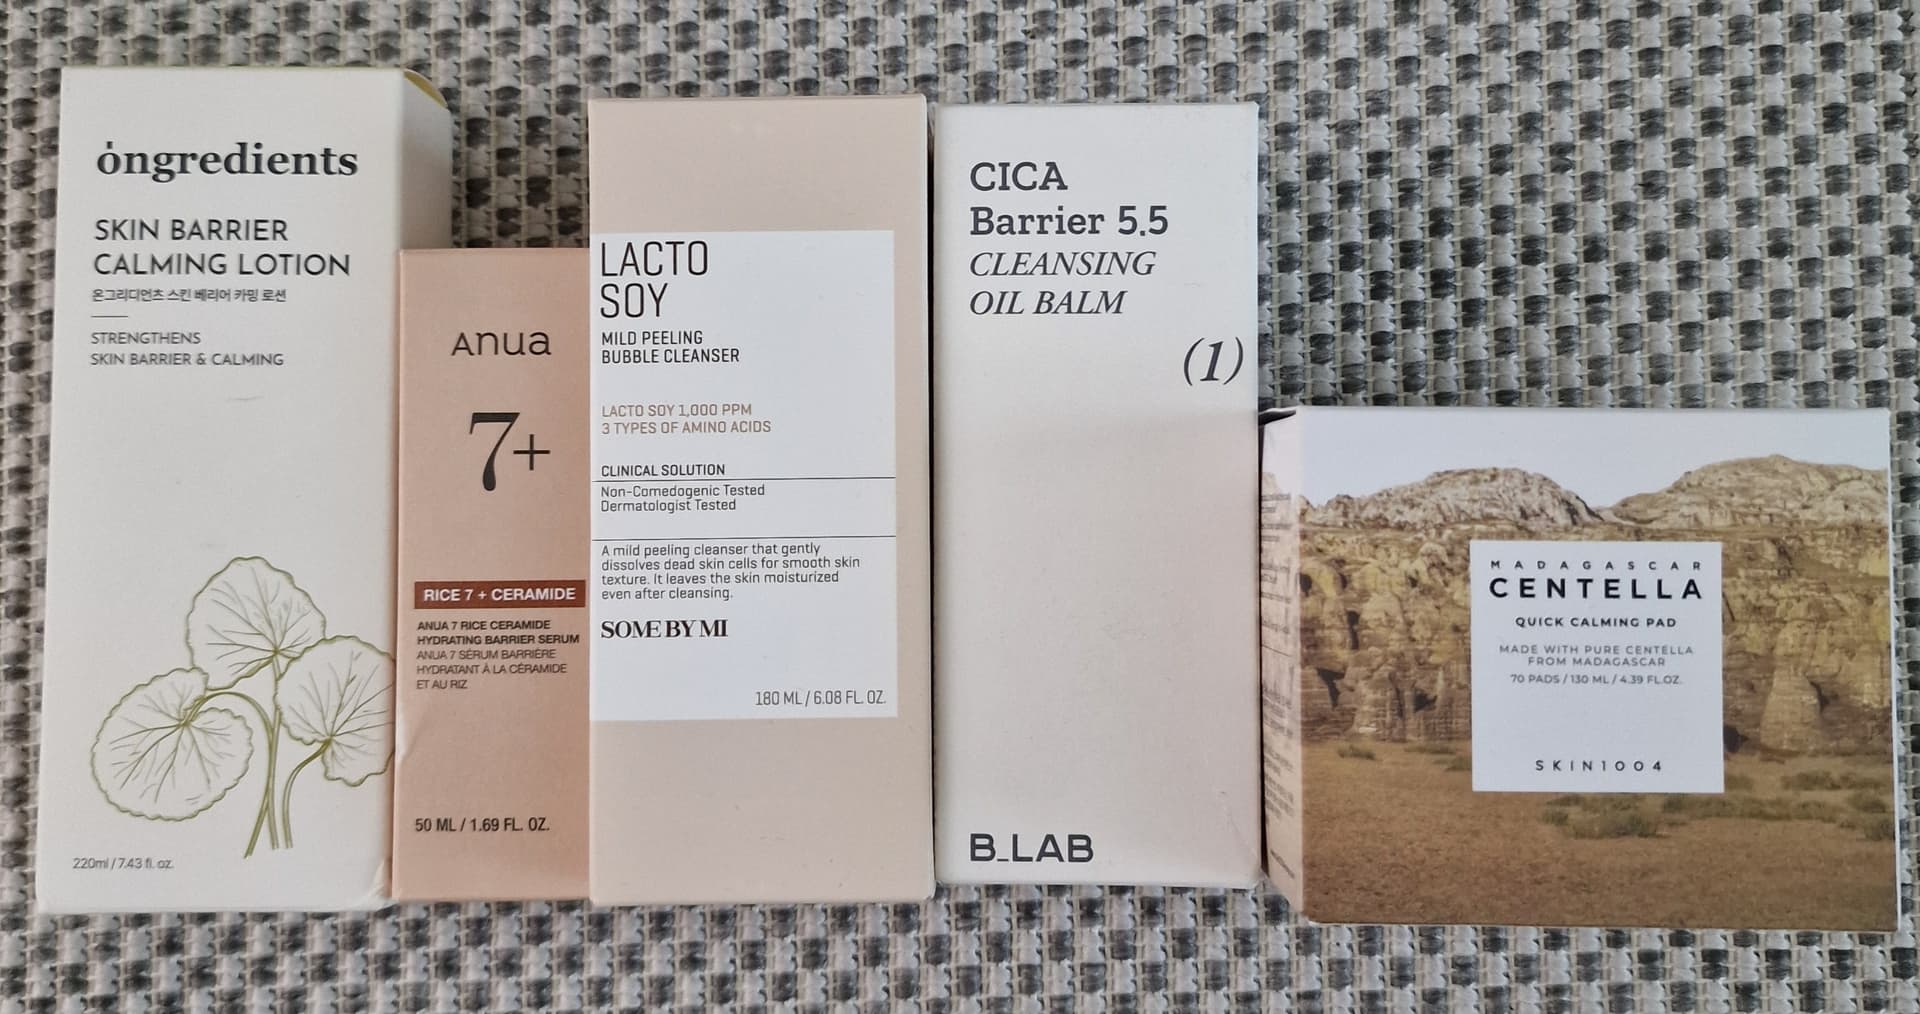 ongredients
SKIN BARRIER
CALMING LOTION
온그리디언츠 스킨 베리어 카밍 로션
STRENGTHENS
SKIN BARRIER & CALMING
220ml / 7.43 fl. oz.
Anua
7+
RICE 7 + CERAMIDE
ANUA 7 RICE CERAMIDE
HYDRATING BARRIER SERUM
ANUA 7 SÉRUM BARRIÈRE
HYDRATANT À LA CÉRAMIDE
ET AU RIZ
50 ML / 1.69 FL. OZ.
LACTO
SOY
MILD PEELING
BUBBLE CLEANSER
LACTO SOY 1,000 PPM
3 TYPES OF AMINO ACIDS
CLINICAL SOLUTION
Non-Comedogenic Tested
Dermatologist Tested
A mild peeling cleanser that gently
dissolves dead skin cells for smooth skin
texture. It leaves the skin moisturized
even after cleansing.
SOME BY MI
180 ML / 6.08 FL. OZ.
CICA
Barrier 5.5
CLEANSING
OIL BALM
(1)
B_LAB
MADAGASCAR
CENTELLA
QUICK CALMING PAD
MADE WITH PURE CENTELLA
FROM MADAGASCAR
70 PADS / 130 ML / 4.39 FL.OZ.
SKIN1004